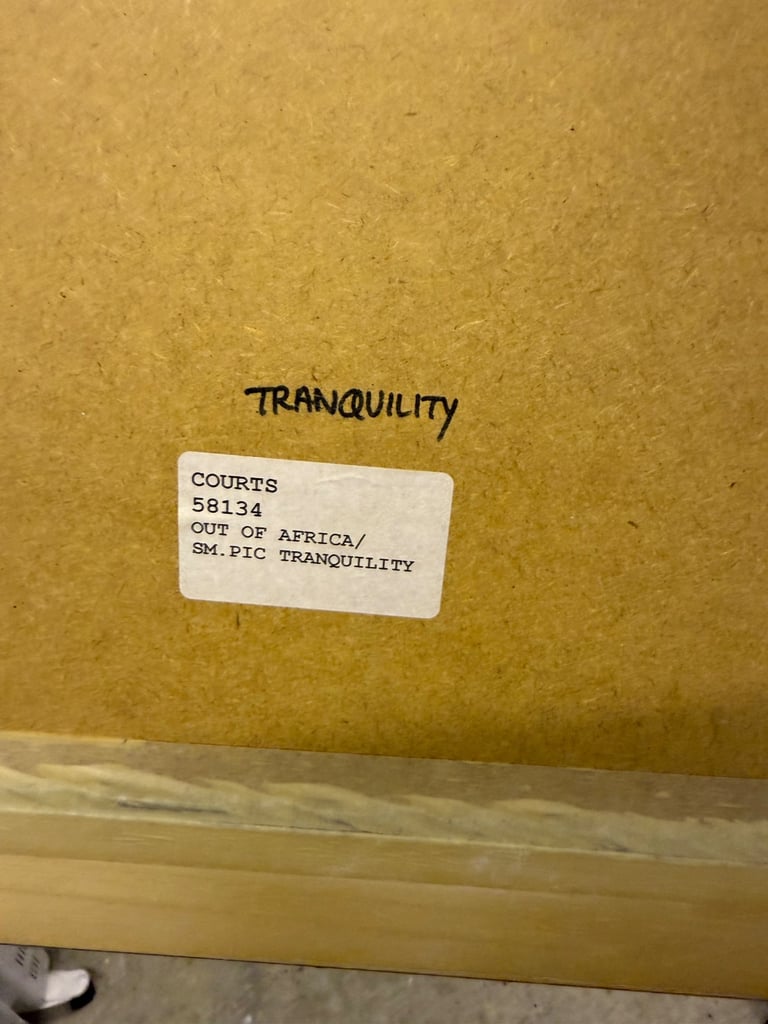 TRANQUILITY
COURTS
58134
OUT OF AFRICA/
SM.PIC TRANQUILITY